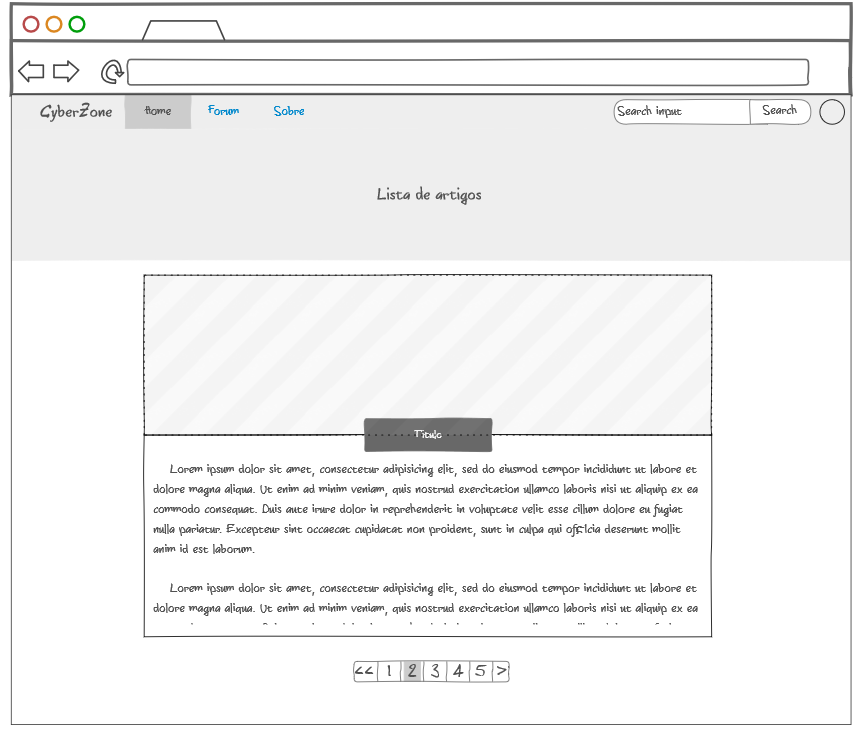 CyberZone Home Forum Sobre Search input Search
Lista de artigos
Titulo
Lorem ipsum dolor sit amet, consectetur adipisicing elit, sed do eiusmod tempor incididunt ut labore et
dolore magna aliqua. Ut enim ad minim veniam, quis nostrud exercitation ullamco laboris nisi ut aliquip ex ea
commodo consequat. Duis aute irure dolor in reprehenderit in voluptate velit esse cillum dolore eu fugiat
nulla pariatur. Excepteur sint occaecat cupidatat non proident, sunt in culpa qui officia deserunt mollit
anim id est laborum.
Lorem ipsum dolor sit amet, consectetur adipisicing elit, sed do eiusmod tempor incididunt ut labore et
dolore magna aliqua. Ut enim ad minim veniam, quis nostrud exercitation ullamco laboris nisi ut aliquip ex ea
<< 1 2 3 4 5 >